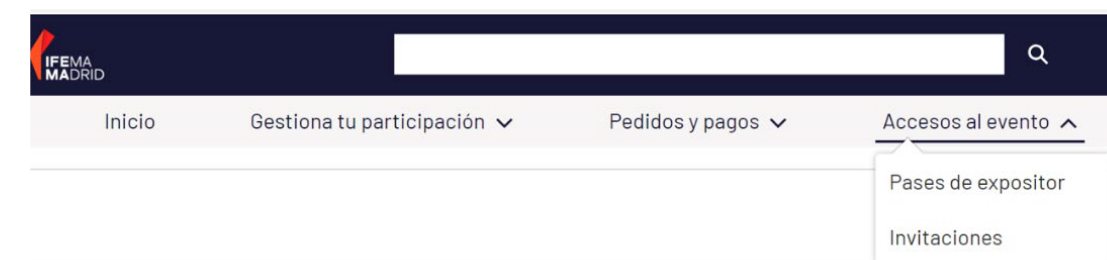 IFEMA
MADRID
Inicio
Gestiona tu participación
Pedidos y pagos
Accesos al evento
Pases de expositor
Invitaciones